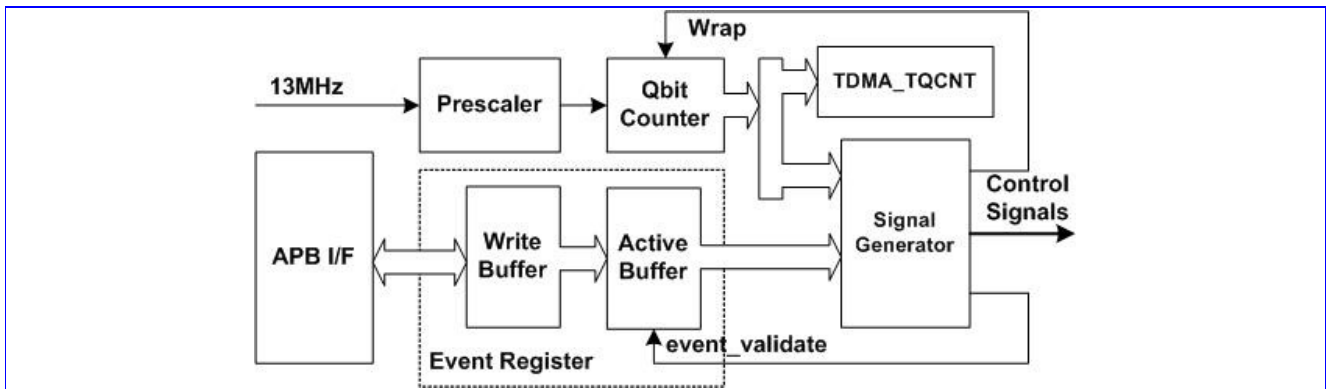 Wrap
13MHz
Prescaler
Qbit
Counter
TDMA_TQCNT
APB I/F
Write
Buffer
Active
Buffer
Signal
Generator
Control
Signals
Event Register
event_validate